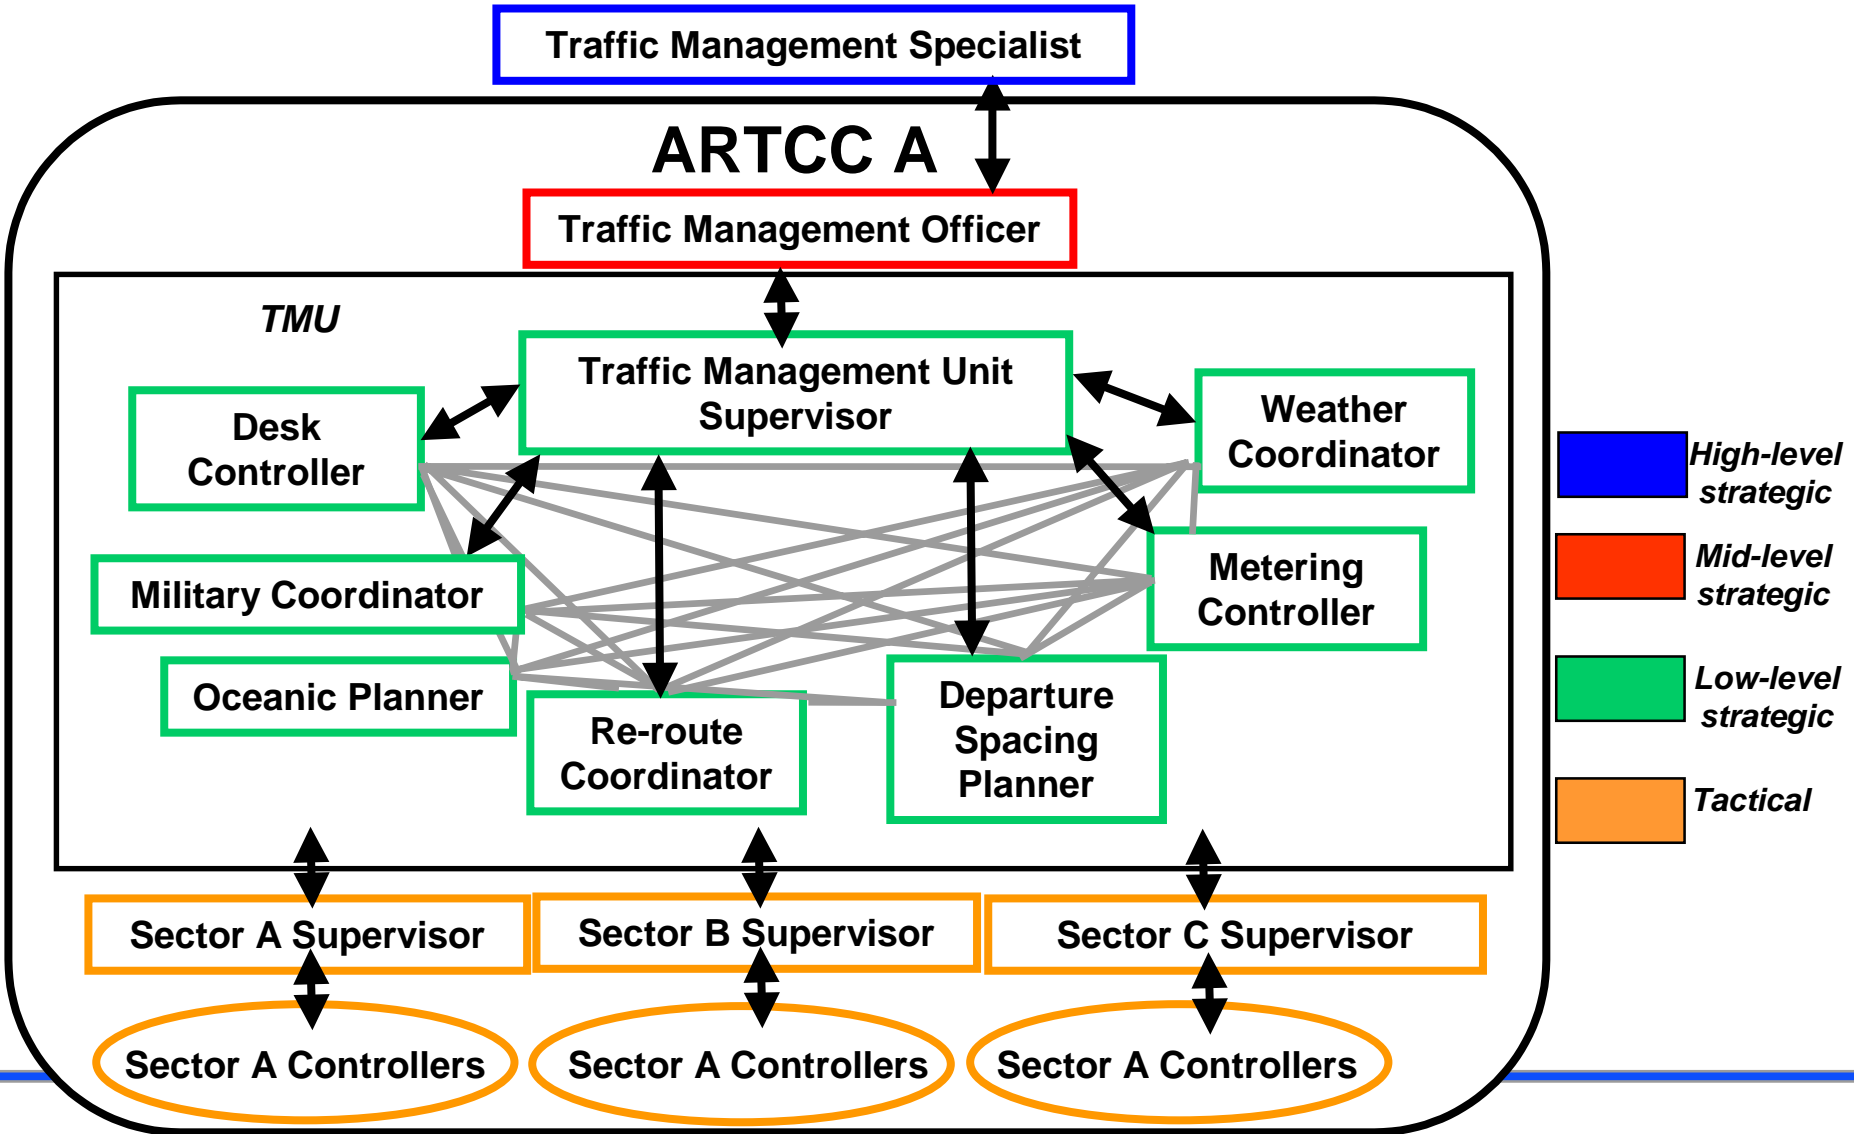 Traffic Management Specialist
ARTCC A
Traffic Management Officer
TMU
Traffic Management Unit
Supervisor
Desk
Controller
Weather
Coordinator
Military Coordinator
Metering
Controller
Oceanic Planner
Re-route
Coordinator
Departure
Spacing
Planner
Sector A Supervisor
Sector B Supervisor
Sector C Supervisor
Sector A Controllers
Sector A Controllers
Sector A Controllers
High-level
strategic
Mid-level
strategic
Low-level
strategic
Tactical